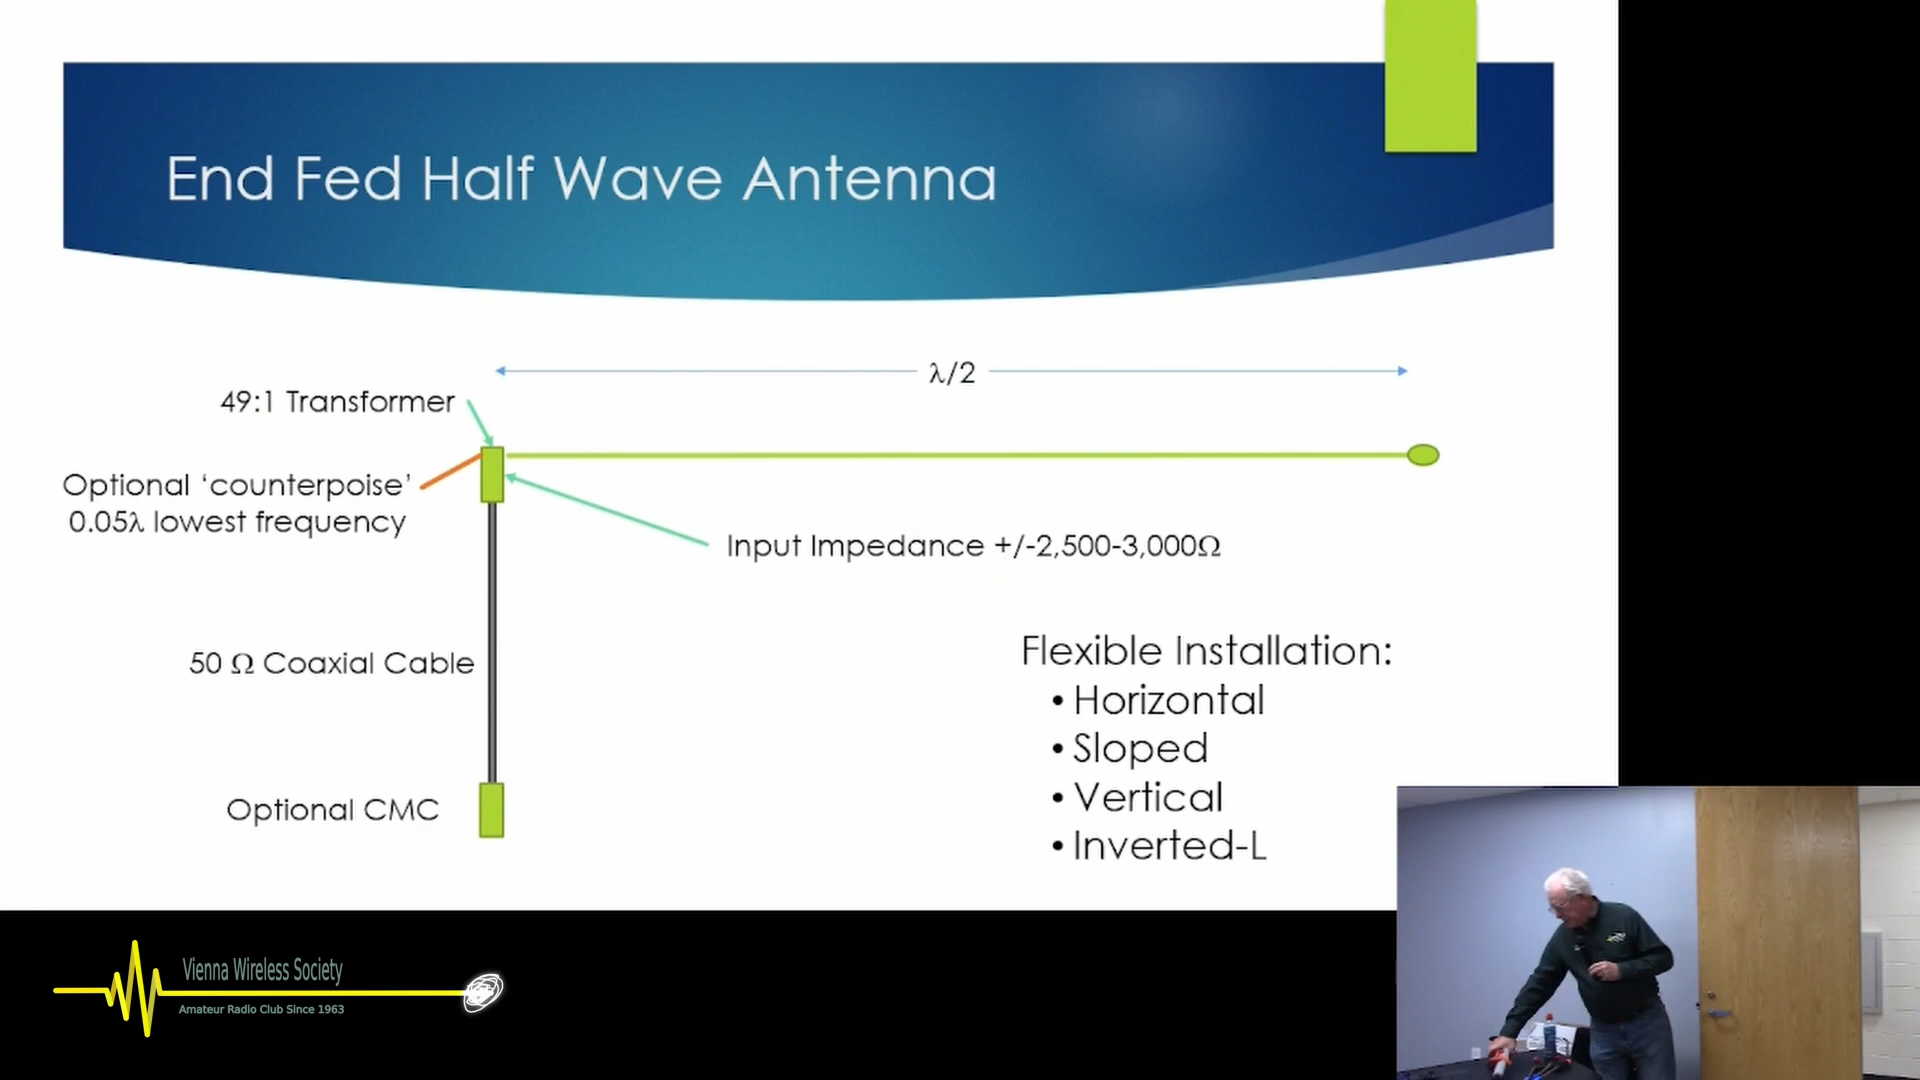 End Fed Half Wave Antenna
λ/2
49:1 Transformer
Optional ‘counterpoise’
0.05λ lowest frequency
Input Impedance +/-2,500-3,000Ω
50 Ω Coaxial Cable
Optional CMC
Flexible Installation:
• Horizontal
• Sloped
• Vertical
• Inverted-L
Vienna Wireless Society
Amateur Radio Club Since 1963